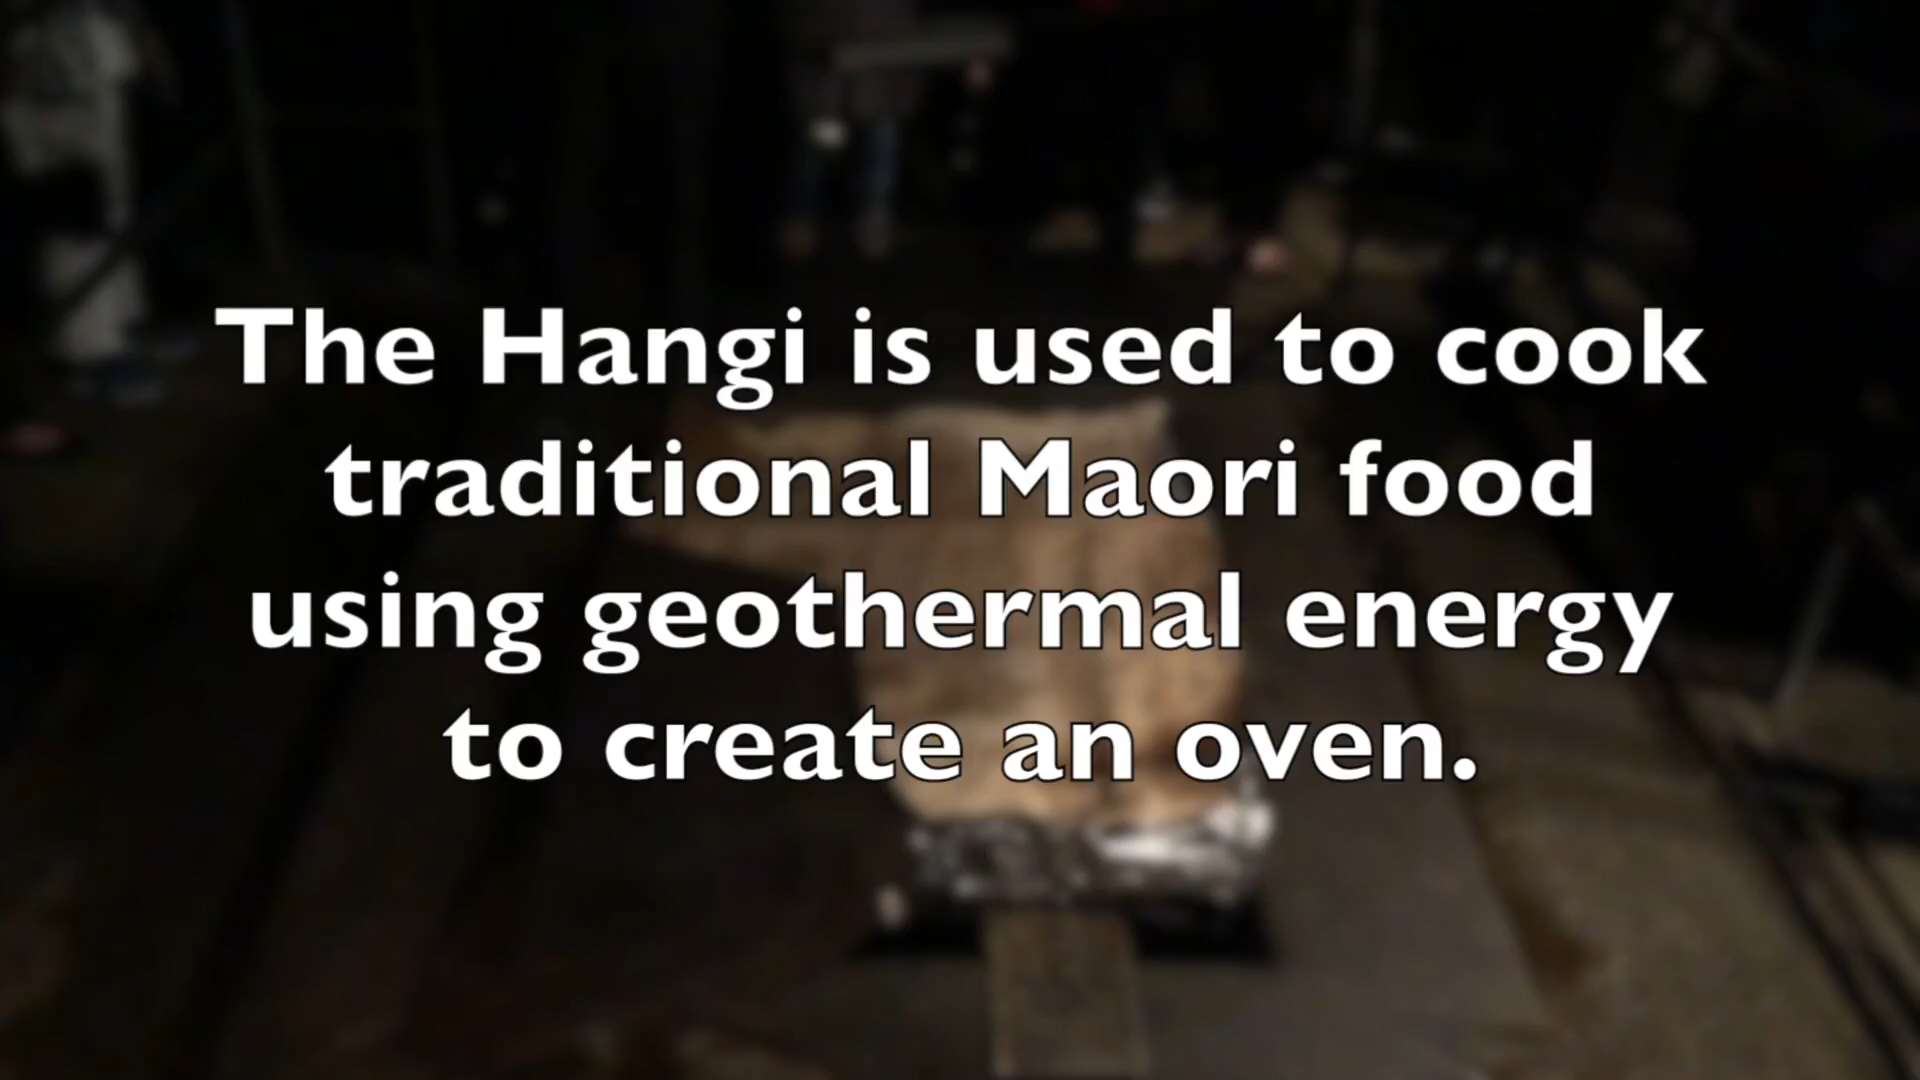 The Hangi is used to cook
traditional Maori food
using geothermal energy
to create an oven.